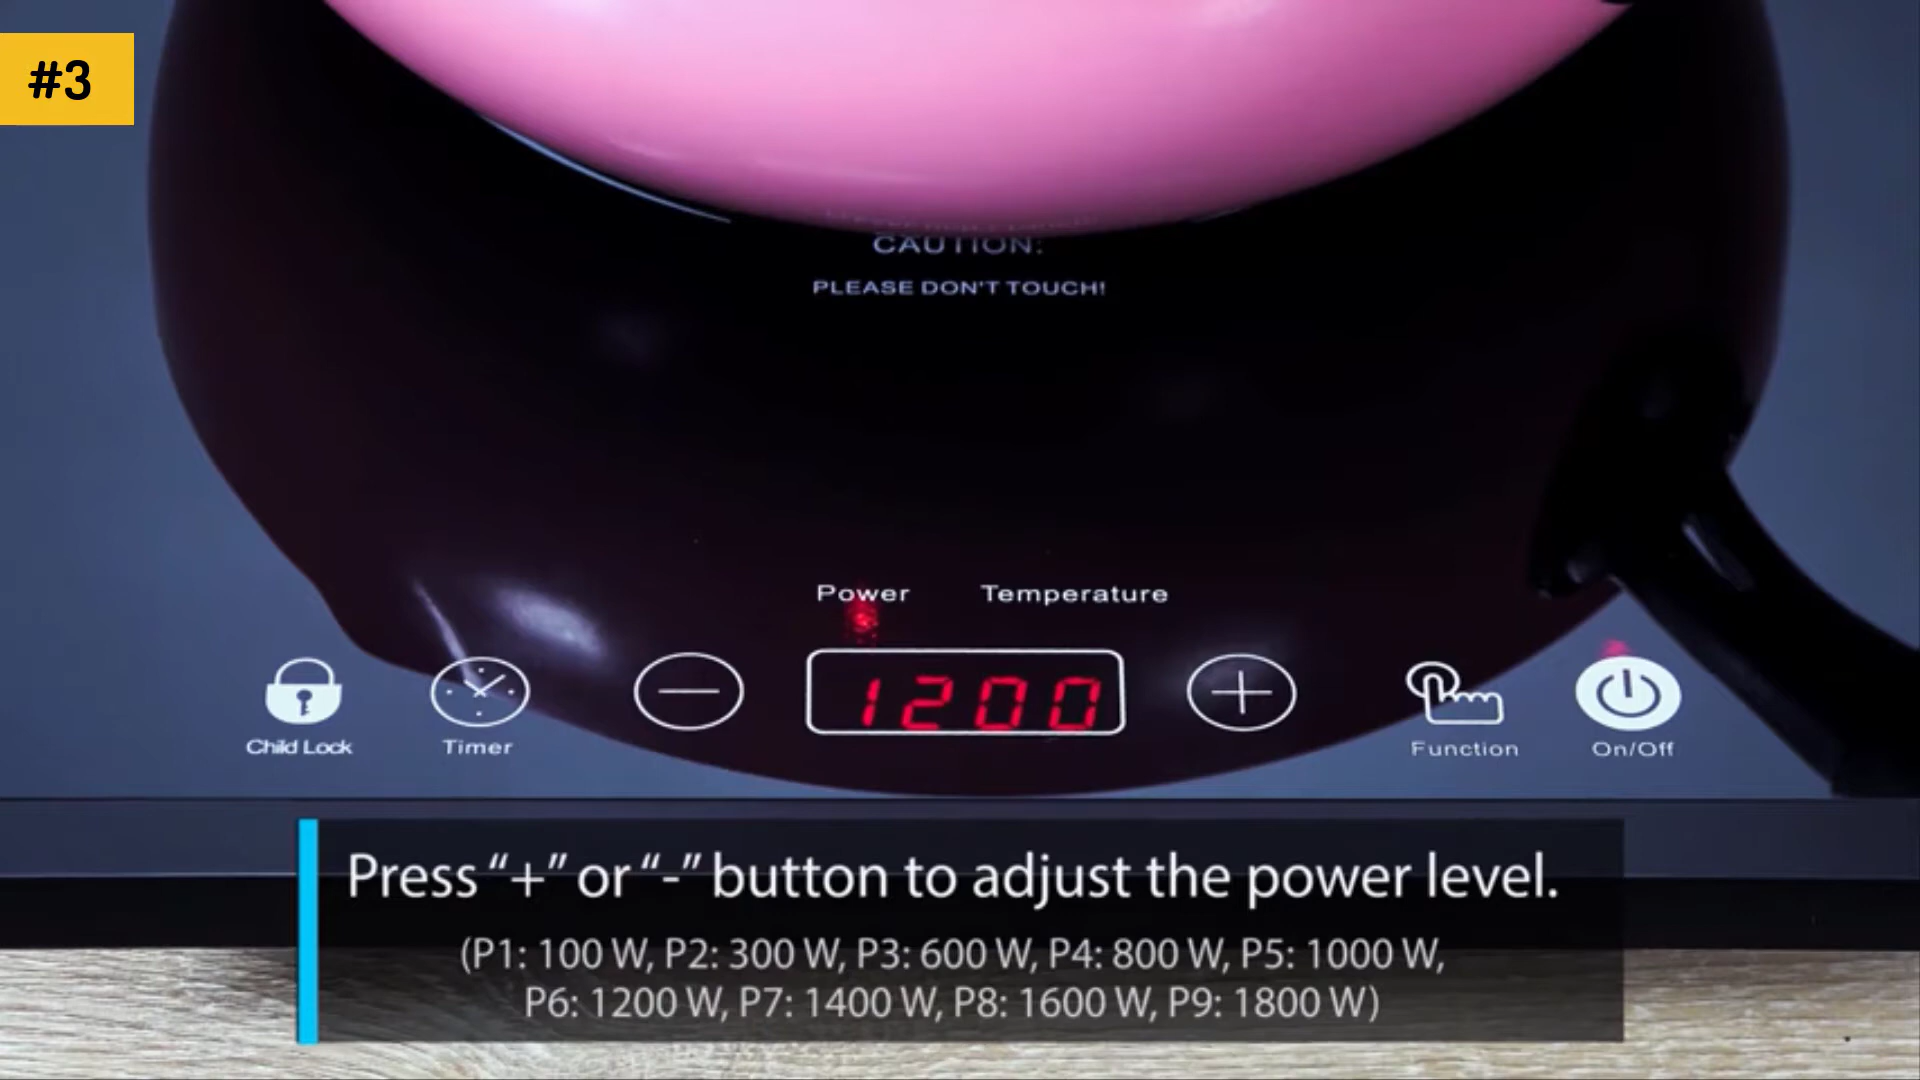 #3
CAUTION:
PLEASE DON'T TOUCH!
Power Temperature
1200
Child Lock Timer Function On/Off
Press “+” or “-” button to adjust the power level.
(P1: 100 W, P2: 300 W, P3: 600 W, P4: 800 W, P5: 1000 W,
P6: 1200 W, P7: 1400 W, P8: 1600 W, P9: 1800 W)